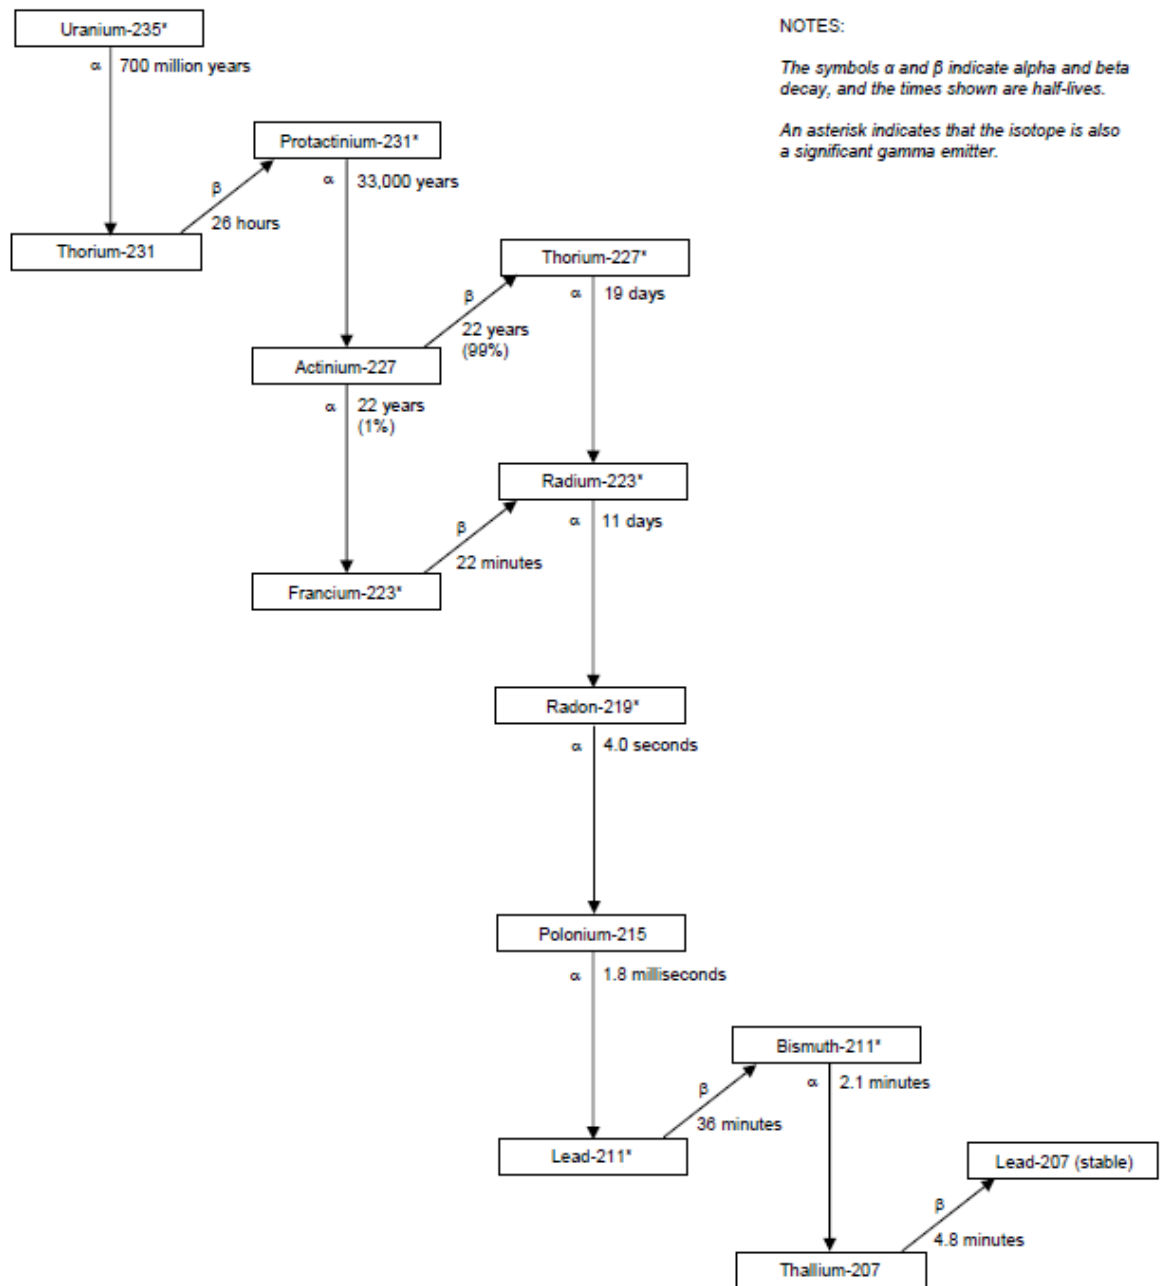 Uranium-235*
α 700 million years
NOTES:
The symbols α and β indicate alpha and beta
decay, and the times shown are half-lives.
An asterisk indicates that the isotope is also
a significant gamma emitter.
Protactinium-231*
α 33,000 years
β
26 hours
Thorium-231
Thorium-227*
α 19 days
β
22 years
(99%)
Actinium-227
α 22 years
(1%)
Radium-223*
α 11 days
β
22 minutes
Francium-223*
Radon-219*
α 4.0 seconds
Polonium-215
α 1.8 milliseconds
Bismuth-211*
α 2.1 minutes
β
36 minutes
Lead-211*
Lead-207 (stable)
β
4.8 minutes
Thallium-207